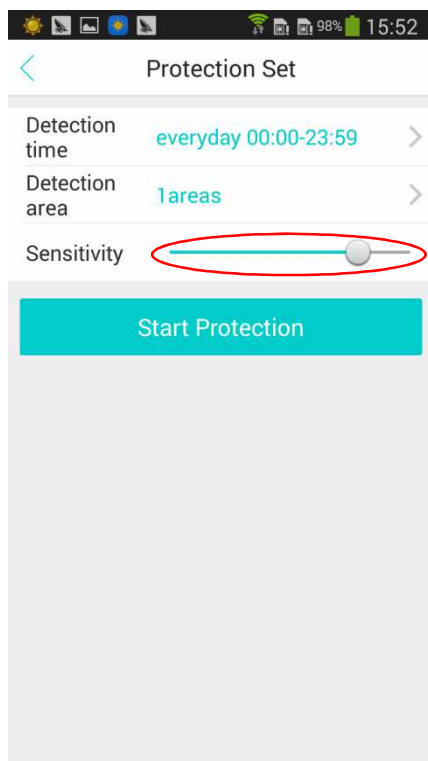 98% 15:52
Protection Set
Detection
time
everyday 00:00-23:59
Detection
area
1areas
Sensitivity
Start Protection